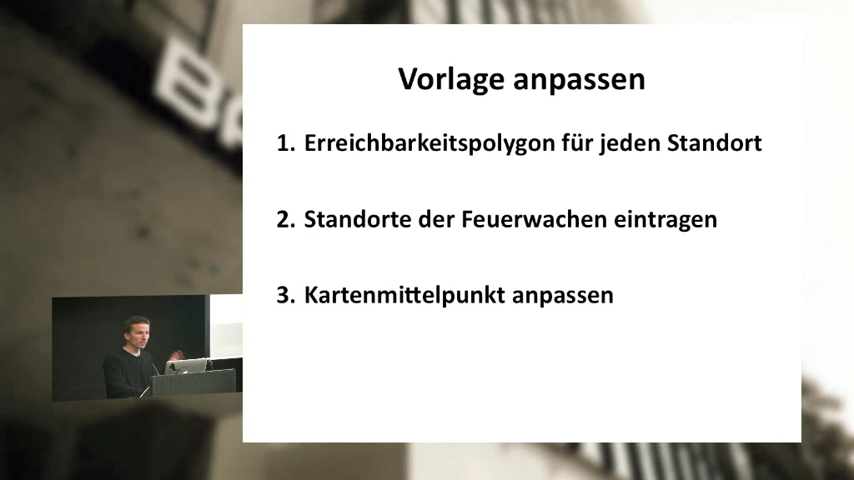 Vorlage anpassen
1. Erreichbarkeitspolygon für jeden Standort
2. Standorte der Feuerwachen eintragen
3. Kartenmittelpunkt anpassen